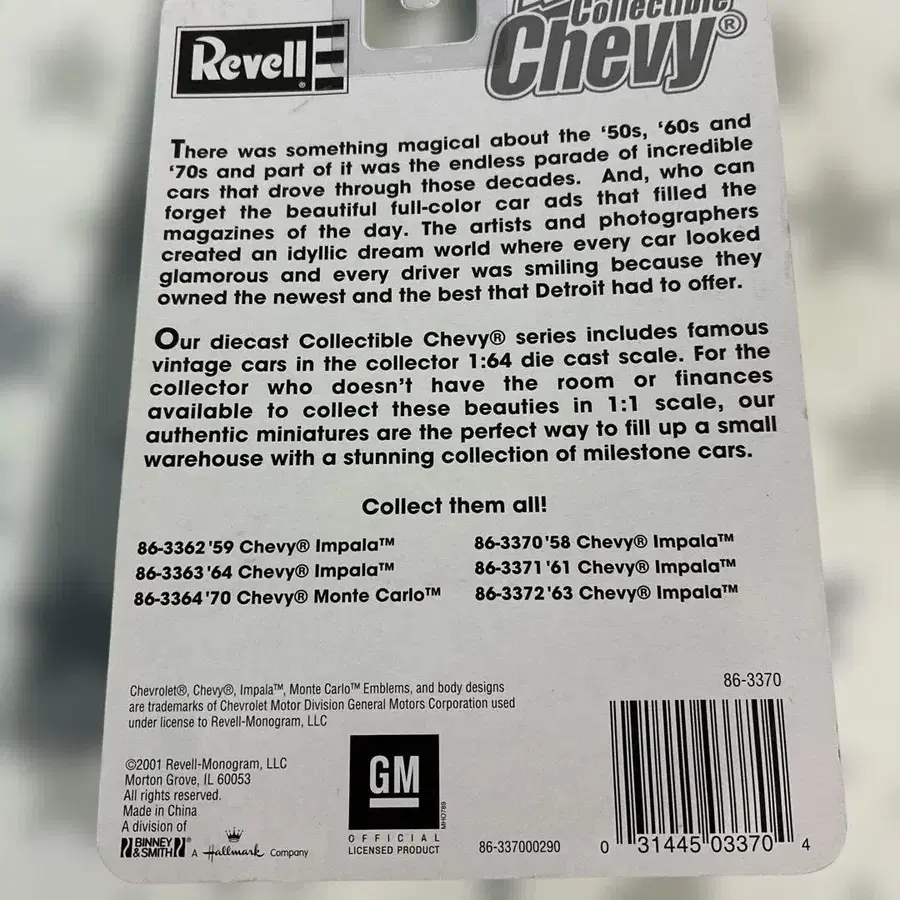 Revell®
Collectible
Chevy®
There was something magical about the ‘50s, ‘60s and
‘70s and part of it was the endless parade of incredible
cars that drove through those decades. And, who can
forget the beautiful full-color car ads that filled the
magazines of the day. The artists and photographers
created an idyllic dream world where every car looked
glamorous and every driver was smiling because they
owned the newest and the best that Detroit had to offer.
Our diecast Collectible Chevy® series includes famous
vintage cars in the collector 1:64 die cast scale. For the
collector who doesn’t have the room or finances
available to collect these beauties in 1:1 scale, our
authentic miniatures are the perfect way to fill up a small
warehouse with a stunning collection of milestone cars.
Collect them all!
86-3362 '59 Chevy® Impala™
86-3363 '64 Chevy® Impala™
86-3364 '70 Chevy® Monte Carlo™
86-3370 '58 Chevy® Impala™
86-3371 '61 Chevy® Impala™
86-3372 '63 Chevy® Impala™
Chevrolet®, Chevy®, Impala™, Monte Carlo™ Emblems, and body designs
are trademarks of Chevrolet Motor Division General Motors Corporation used
under license to Revell-Monogram, LLC
86-3370
©2001 Revell-Monogram, LLC
Morton Grove, IL 60053
All rights reserved.
Made in China
A division of
BINNEY
& SMITH
A Hallmark Company
GM
MHD789
OFFICIAL
LICENSED PRODUCT
86-337000290
0 31445 03370 4